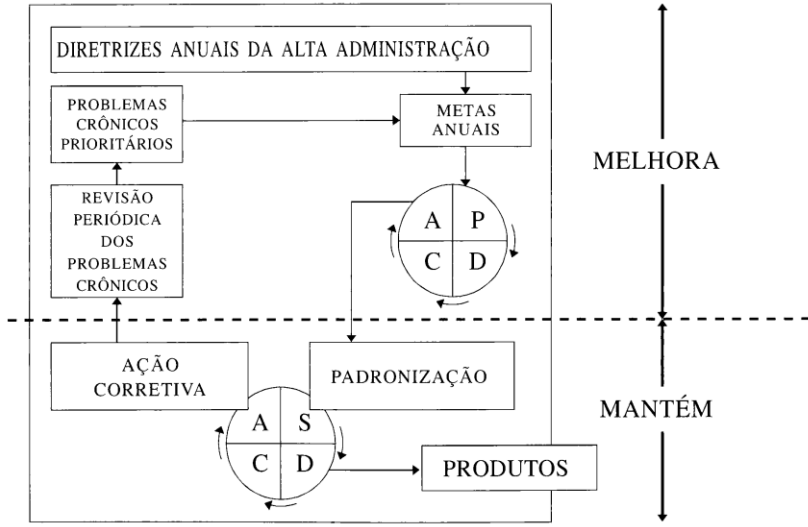 DIRETRIZES ANUAIS DA ALTA ADMINISTRAÇÃO
PROBLEMAS
CRÔNICOS
PRIORITÁRIOS
METAS
ANUAIS
MELHORA
REVISÃO
PERIÓDICA
DOS
PROBLEMAS
CRÔNICOS
A P
C D
AÇÃO
CORRETIVA
PADRONIZAÇÃO
MANTÉM
A S
C D
PRODUTOS